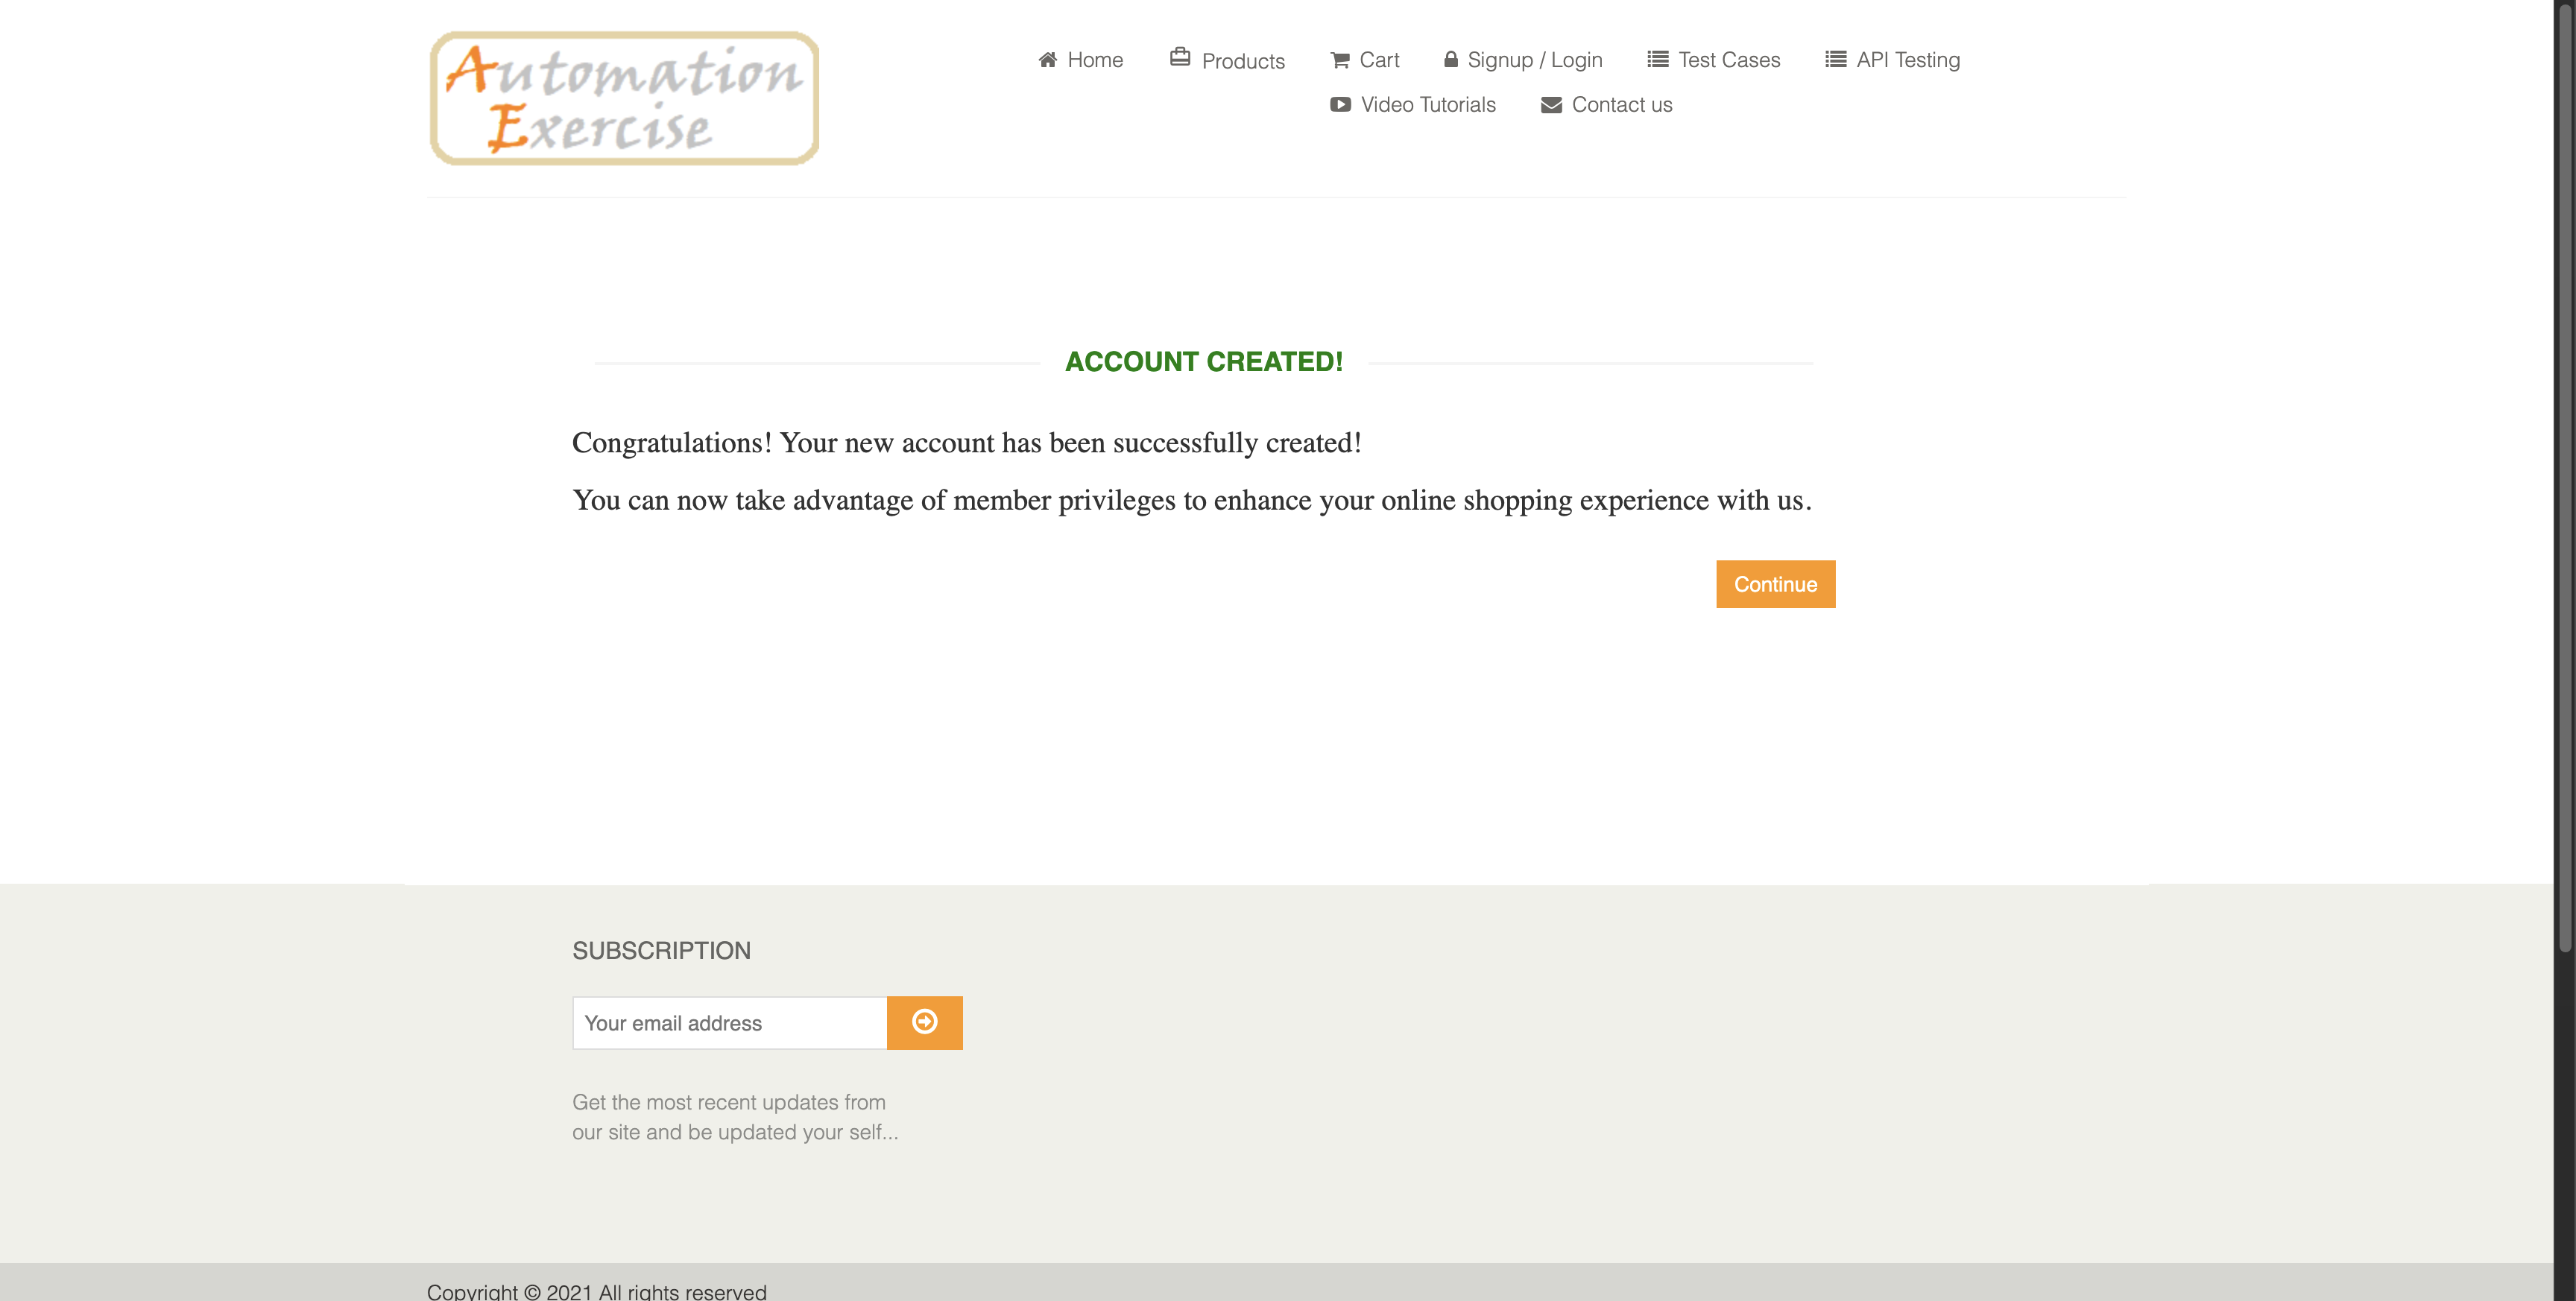 Automation
Exercise
Home
Products
Cart
Signup / Login
Test Cases
API Testing
Video Tutorials
Contact us
ACCOUNT CREATED!
Congratulations! Your new account has been successfully created!
You can now take advantage of member privileges to enhance your online shopping experience with us.
Continue
SUBSCRIPTION
Your email address
Get the most recent updates from
our site and be updated your self...
Copyright © 2021 All rights reserved